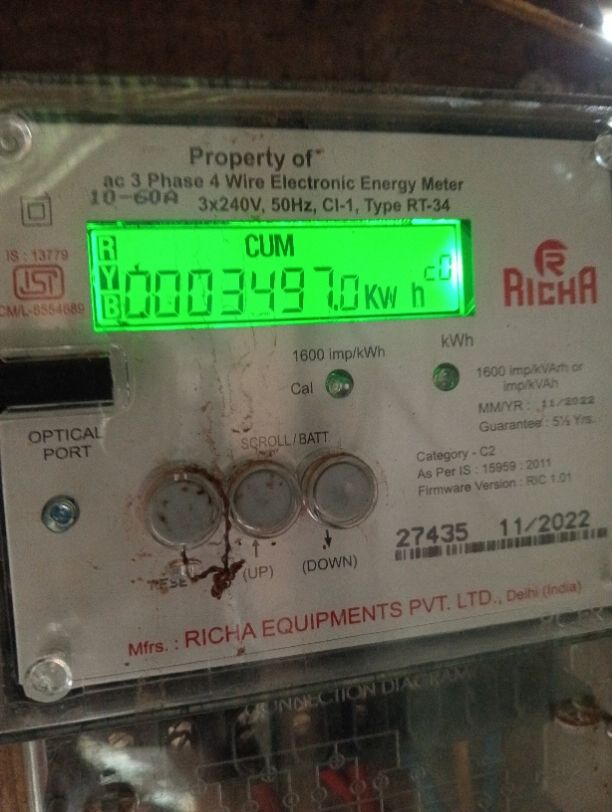 Property of
ac 3 Phase 4 Wire Electronic Energy Meter
10-60A 3x240V, 50Hz, Cl-1, Type RT-34
IS : 13779
ISI
CM/L-8554689
R
Y
B
CUM
0003497.0 KW h
RICHA
1600 imp/kWh
Cal
kWh
1600 imp/kVArh or
imp/kVAh
MM/YR : 11/2022
Guarantee : 5½ Yrs.
OPTICAL
PORT
SCROLL/BATT
Category - C2
As Per IS : 15959 : 2011
Firmware Version : RIC 1.01
27435 11/2022
(UP)
(DOWN)
Mfrs. : RICHA EQUIPMENTS PVT. LTD., Delhi (India)
CONNECTION DIAGRAM